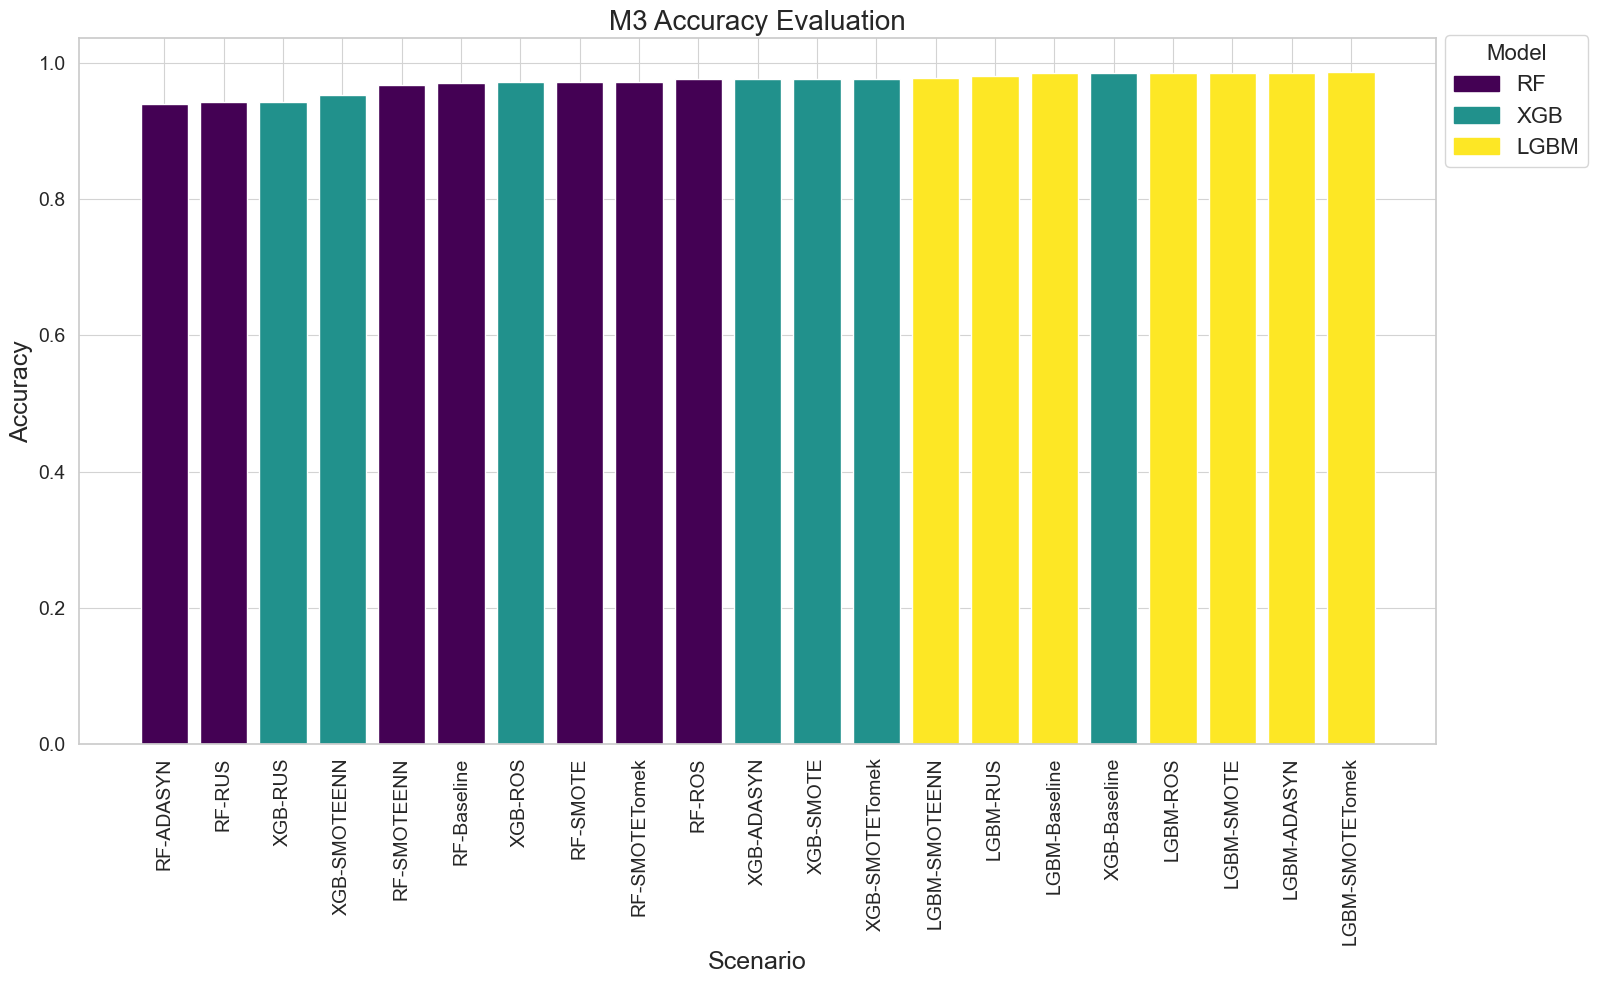 M3 Accuracy Evaluation
Model
RF
XGB
LGBM
Accuracy
1.0
0.8
0.6
0.4
0.2
0.0
RF-ADASYN
RF-RUS
XGB-RUS
XGB-SMOTEENN
RF-SMOTEENN
RF-Baseline
XGB-ROS
RF-SMOTE
RF-SMOTETomek
RF-ROS
XGB-ADASYN
XGB-SMOTE
XGB-SMOTETomek
LGBM-SMOTEENN
LGBM-RUS
LGBM-Baseline
XGB-Baseline
LGBM-ROS
LGBM-SMOTE
LGBM-ADASYN
LGBM-SMOTETomek
Scenario